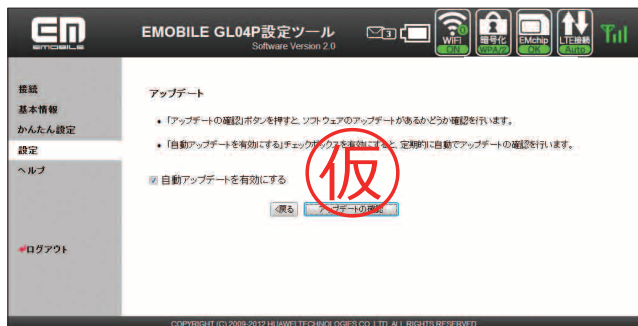 EM
EMOBILE
EMOBILE GL04P設定ツール
Software Version 2.0
3
WiFi
ON
暗号化
WPA/2
EMchip
OK
LTE接続
Auto
接続
基本情報
かんたん設定
設定
ヘルプ
ログアウト
アップデート
• 「アップデートの確認」ボタンを押すと、ソフトウェアのアップデートがあるかどうか確認を行います。
• 「自動アップデートを有効にする」チェックボックスを有効にすると、定期的に自動でアップデートの確認を行います。
仮
自動アップデートを有効にする
<戻る アップデートの確認
COPYRIGHT (C) 2009-2012 HUAWEI TECHNOLOGIES CO.,LTD. ALL RIGHTS RESERVED.